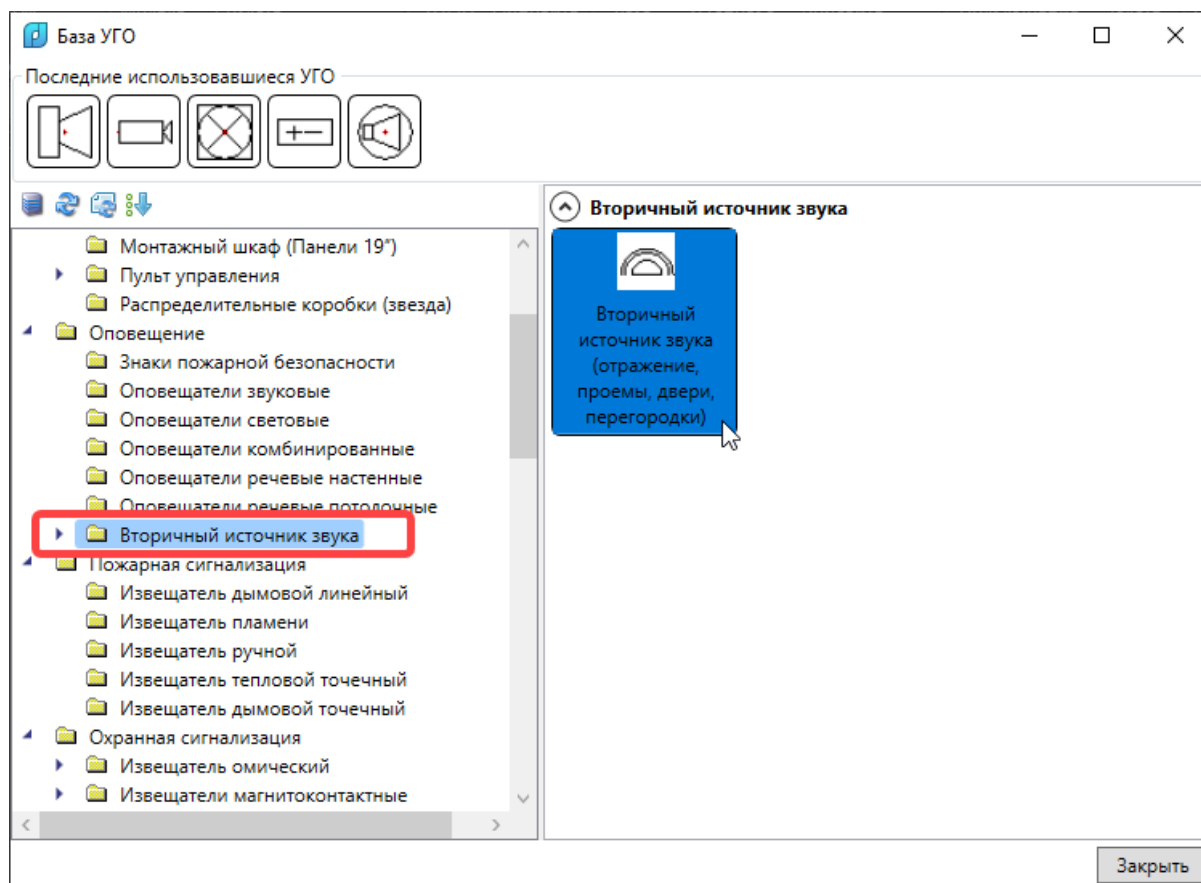 База УГО
Последние использовавшиеся УГО
Монтажный шкаф (Панели 19")
Пульт управления
Распределительные коробки (звезда)
Оповещение
Знаки пожарной безопасности
Оповещатели звуковые
Оповещатели световые
Оповещатели комбинированные
Оповещатели речевые настенные
Оповещатели речевые потолочные
Вторичный источник звука
Пожарная сигнализация
Извещатель дымовой линейный
Извещатель пламени
Извещатель ручной
Извещатель тепловой точечный
Извещатель дымовой точечный
Охранная сигнализация
Извещатель омический
Извещатели магнитоконтактные
Вторичный источник звука
Вторичный
источник звука
(отражение,
проемы, двери,
перегородки)
Закрыть